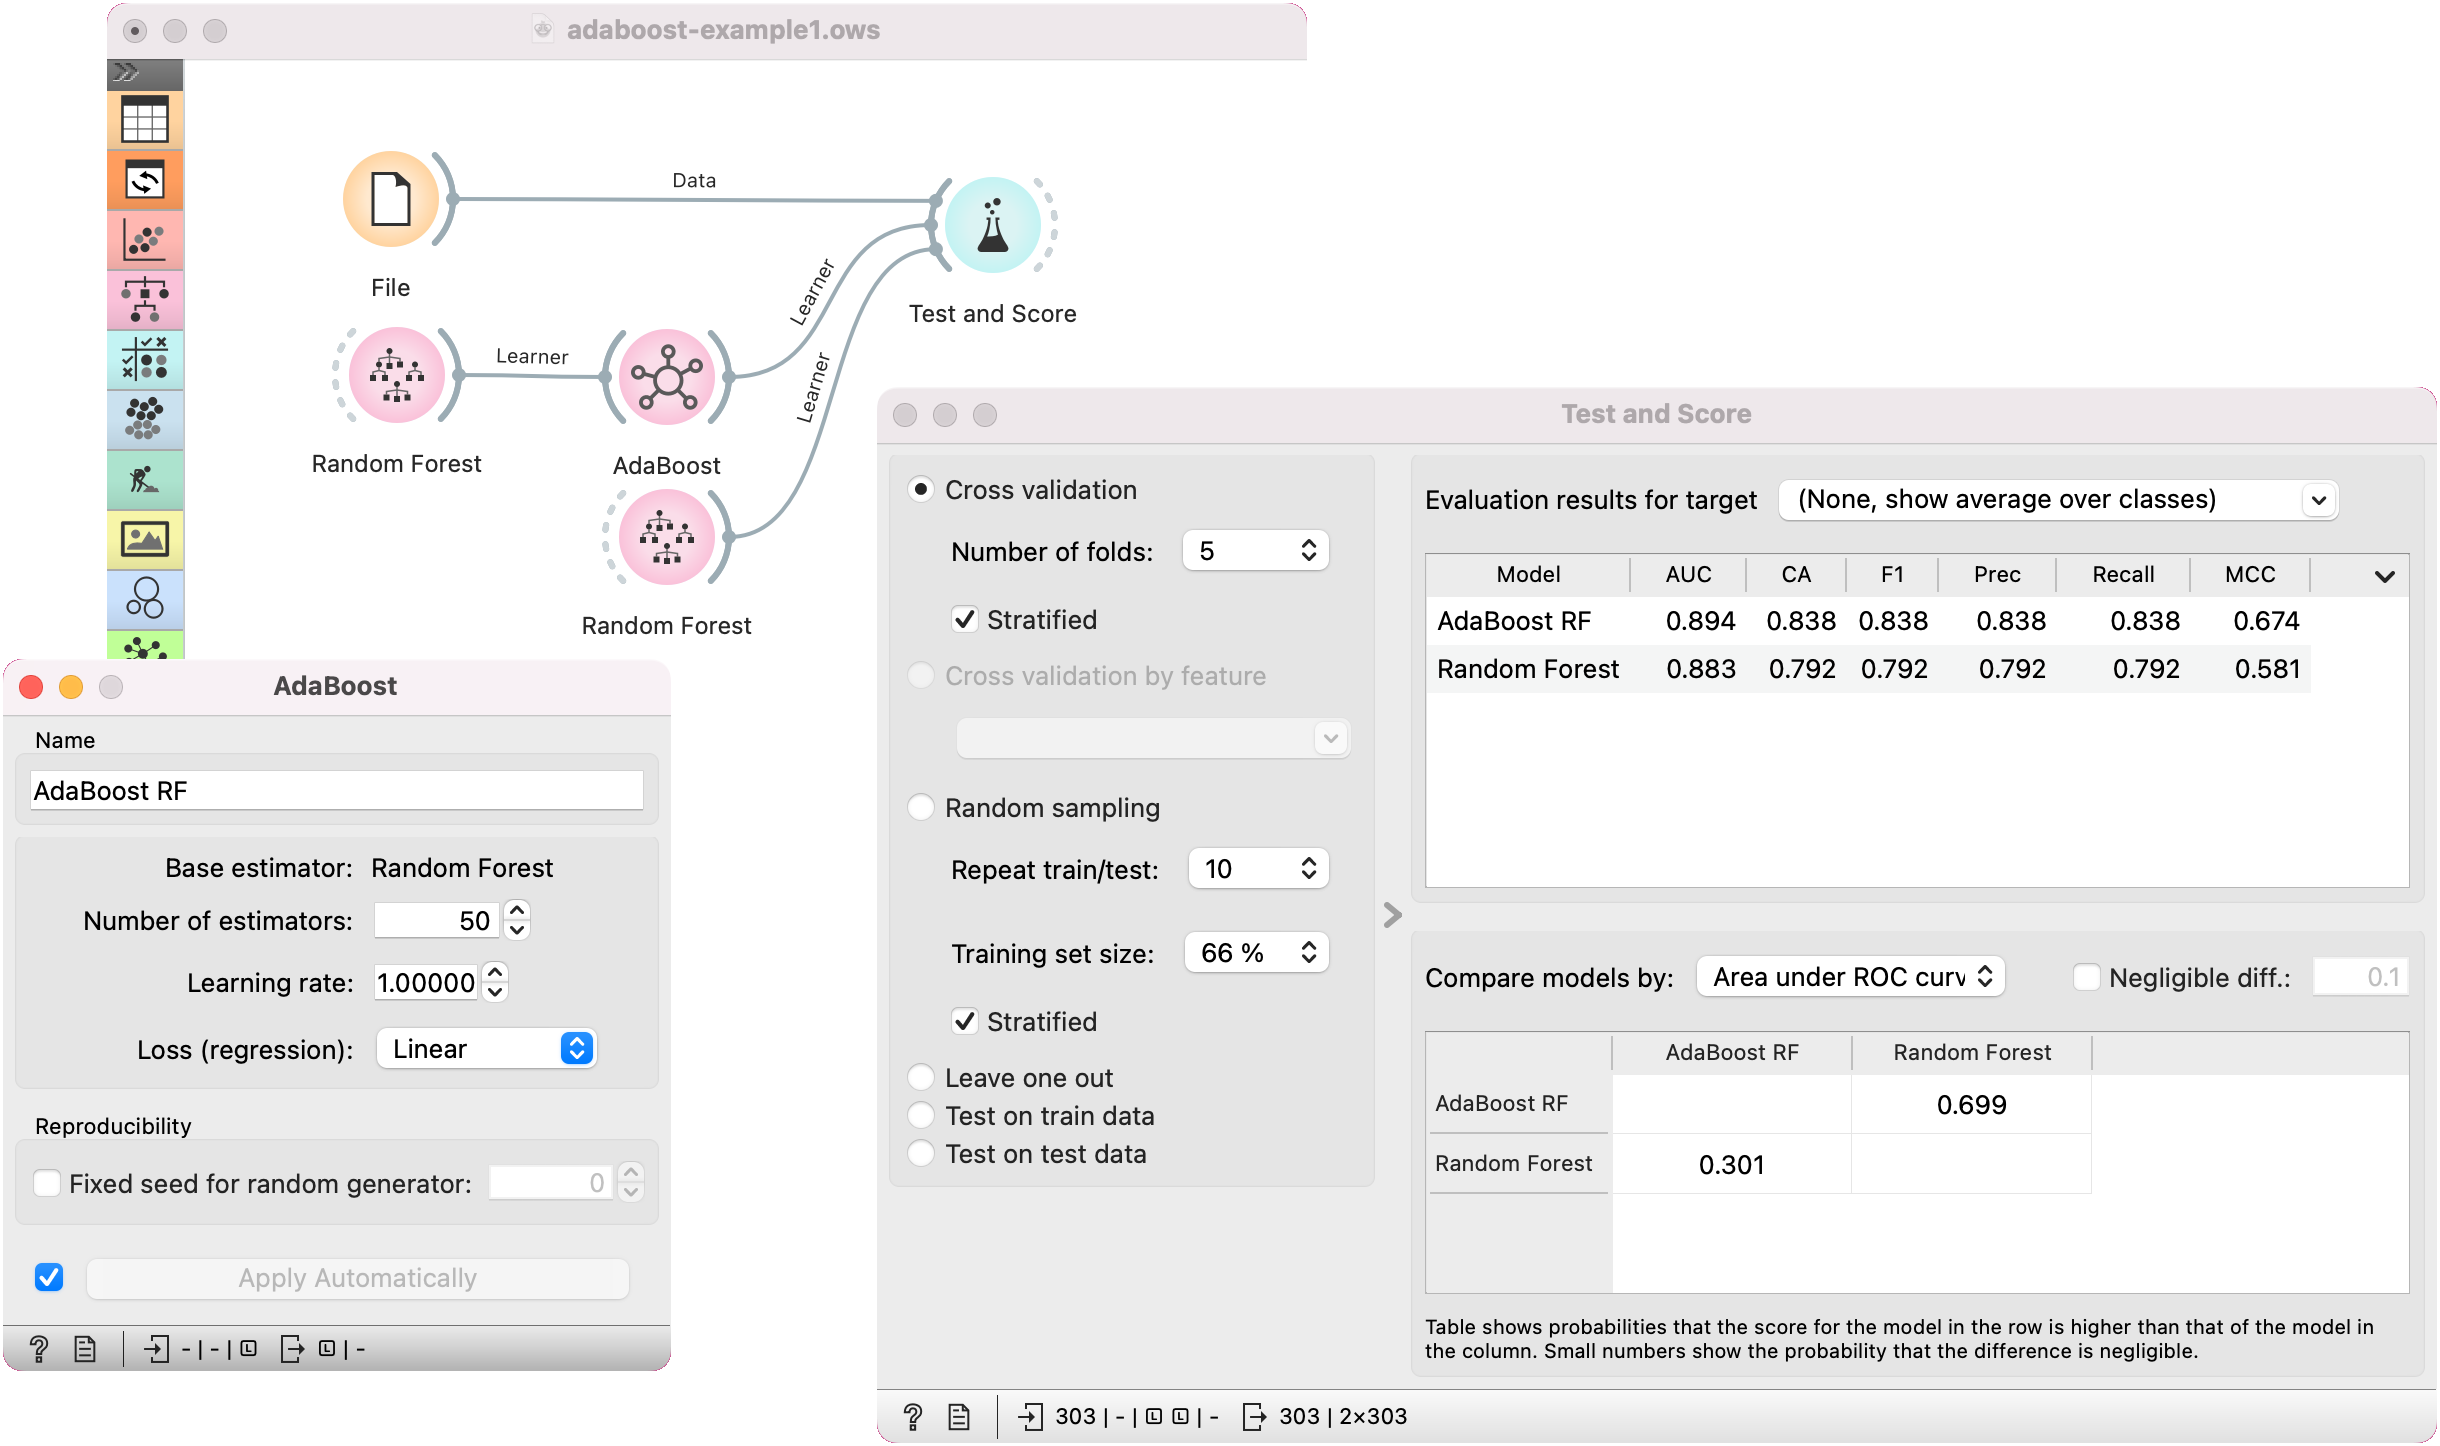 adaboost-example1.ows
Data
File
Test and Score
Learner
Learner
Learner
Random Forest
AdaBoost
Random Forest
AdaBoost
Name
AdaBoost RF
Base estimator: Random Forest
Number of estimators: 50
Learning rate: 1.00000
Loss (regression): Linear
Reproducibility
Fixed seed for random generator: 0
Apply Automatically
? - | - | L L | -
Test and Score
Cross validation
Number of folds: 5
Stratified
Cross validation by feature
Random sampling
Repeat train/test: 10
Training set size: 66 %
Stratified
Leave one out
Test on train data
Test on test data
Evaluation results for target (None, show average over classes)
Model AUC CA F1 Prec Recall MCC
AdaBoost RF 0.894 0.838 0.838 0.838 0.838 0.674
Random Forest 0.883 0.792 0.792 0.792 0.792 0.581
Compare models by: Area under ROC curv Negligible diff.: 0.1
AdaBoost RF Random Forest
AdaBoost RF 0.699
Random Forest 0.301
Table shows probabilities that the score for the model in the row is higher than that of the model in
the column. Small numbers show the probability that the difference is negligible.
? 303 | - | L L | - 303 | 2×303